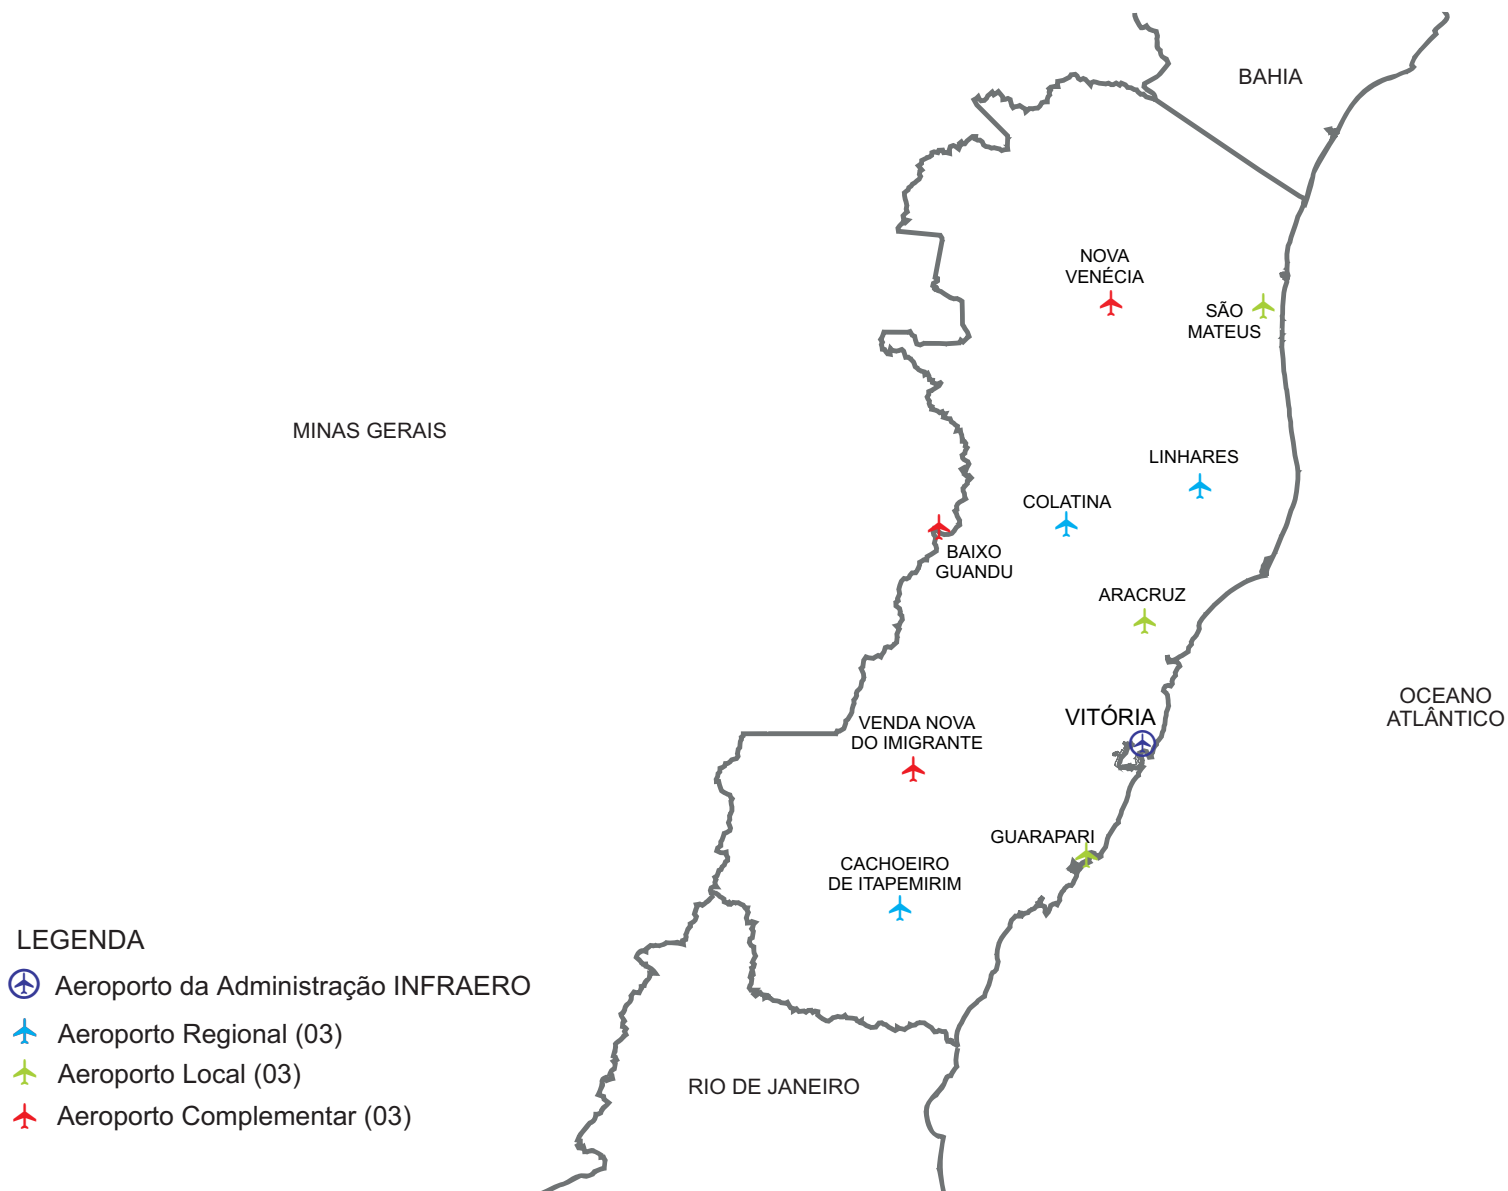 BAHIA
NOVA
VENÉCIA
SÃO
MATEUS
MINAS GERAIS
LINHARES
COLATINA
BAIXO
GUANDU
ARACRUZ
OCEANO
ATLÂNTICO
VITÓRIA
VENDA NOVA
DO IMIGRANTE
GUARAPARI
CACHOEIRO
DE ITAPEMIRIM
LEGENDA
Aeroporto da Administração INFRAERO
Aeroporto Regional (03)
Aeroporto Local (03)
Aeroporto Complementar (03)
RIO DE JANEIRO